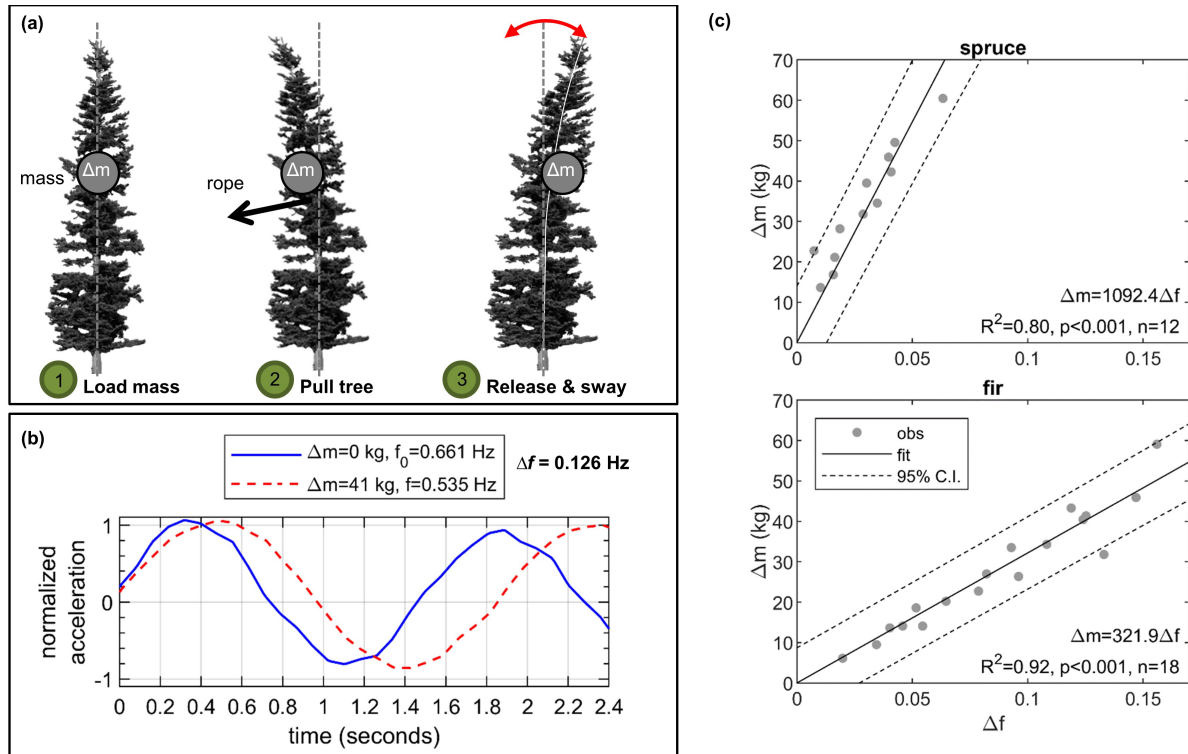 (a)
mass
Δm
rope
Δm
Δm
1 Load mass
2 Pull tree
3 Release & sway
(b)
Δm=0 kg, f0=0.661 Hz
Δm=41 kg, f=0.535 Hz
Δf = 0.126 Hz
normalized
acceleration
1
0
-1
0 0.2 0.4 0.6 0.8 1 1.2 1.4 1.6 1.8 2 2.2 2.4
time (seconds)
(c)
spruce
Δm (kg)
70
60
50
40
30
20
10
0
Δm=1092.4Δf
R²=0.80, p<0.001, n=12
0 0.05 0.1 0.15
fir
obs
fit
95% C.I.
Δm (kg)
70
60
50
40
30
20
10
0
Δm=321.9Δf
R²=0.92, p<0.001, n=18
0 0.05 0.1 0.15
Δf